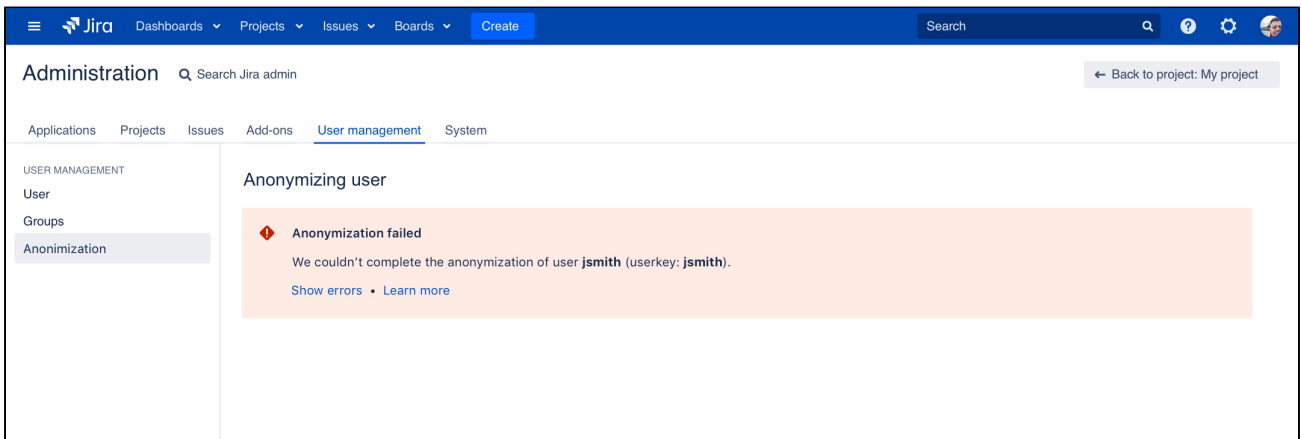 Jira Dashboards Projects Issues Boards Create Search
Administration Search Jira admin ← Back to project: My project
Applications Projects Issues Add-ons User management System
USER MANAGEMENT
User
Groups
Anonimization
Anonymizing user
Anonymization failed
We couldn't complete the anonymization of user jsmith (userkey: jsmith).
Show errors • Learn more